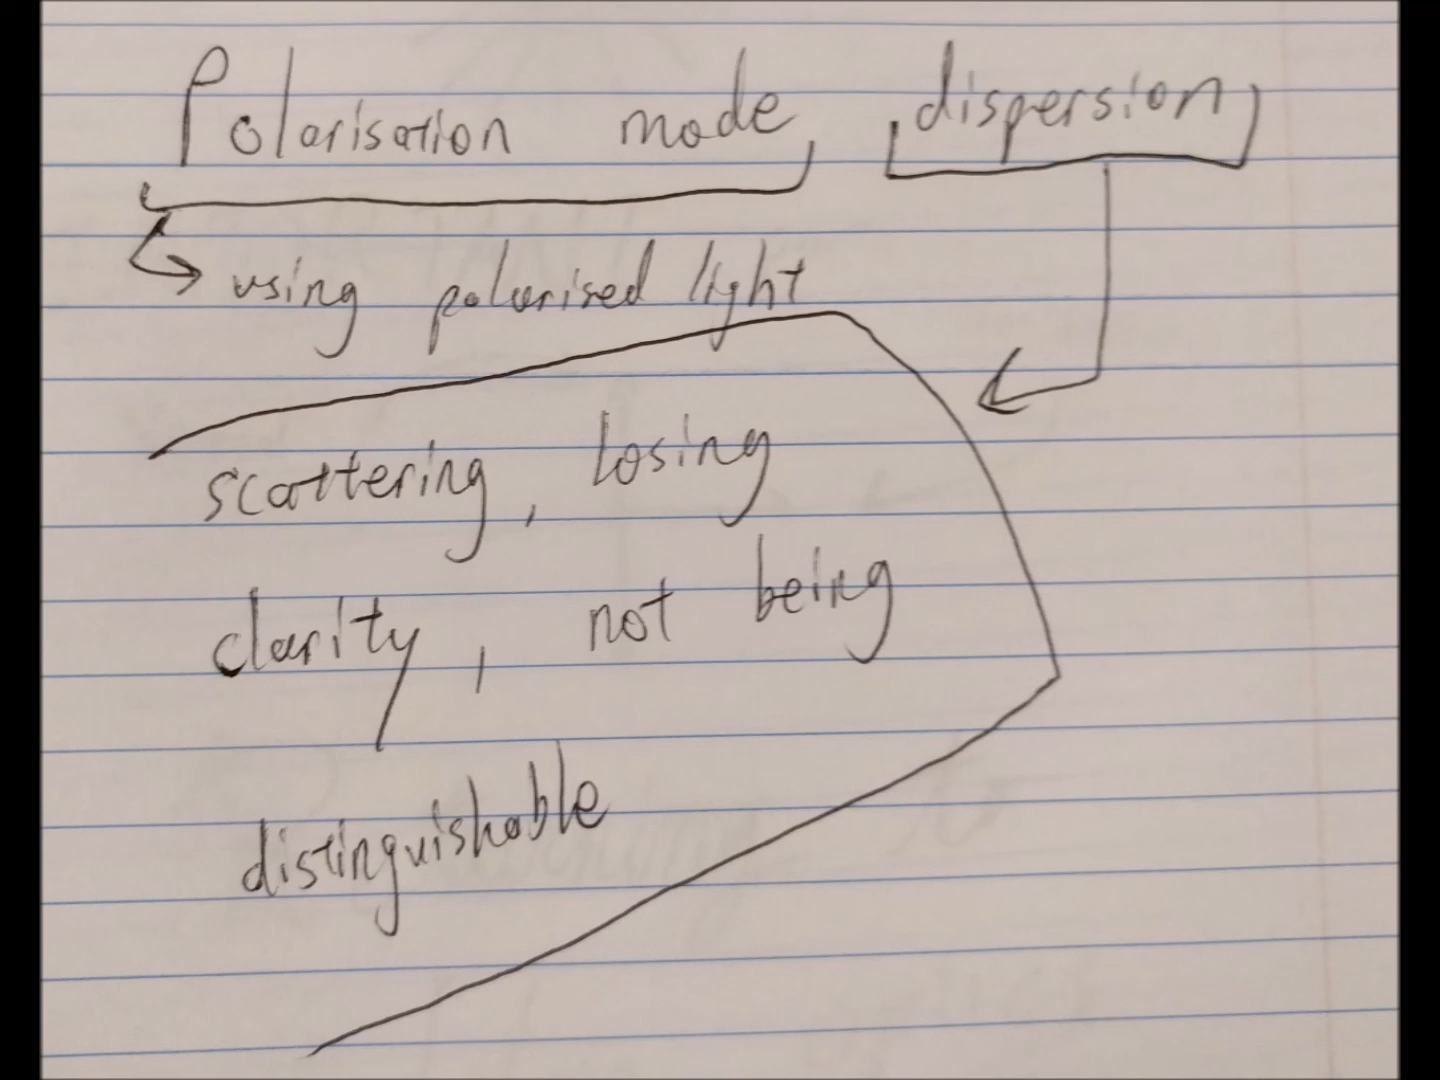 Polarisation mode dispersion
using polarised light
scattering, losing
clarity, not being
distinguishable